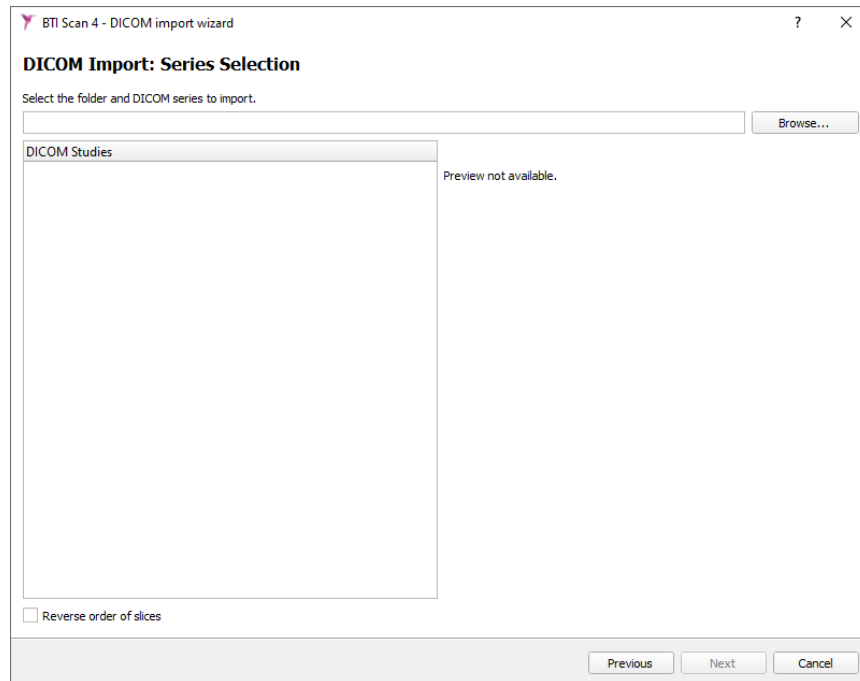 BTI Scan 4 - DICOM import wizard
?
DICOM Import: Series Selection
Select the folder and DICOM series to import.
Browse...
DICOM Studies
Preview not available.
Reverse order of slices
Previous
Next
Cancel